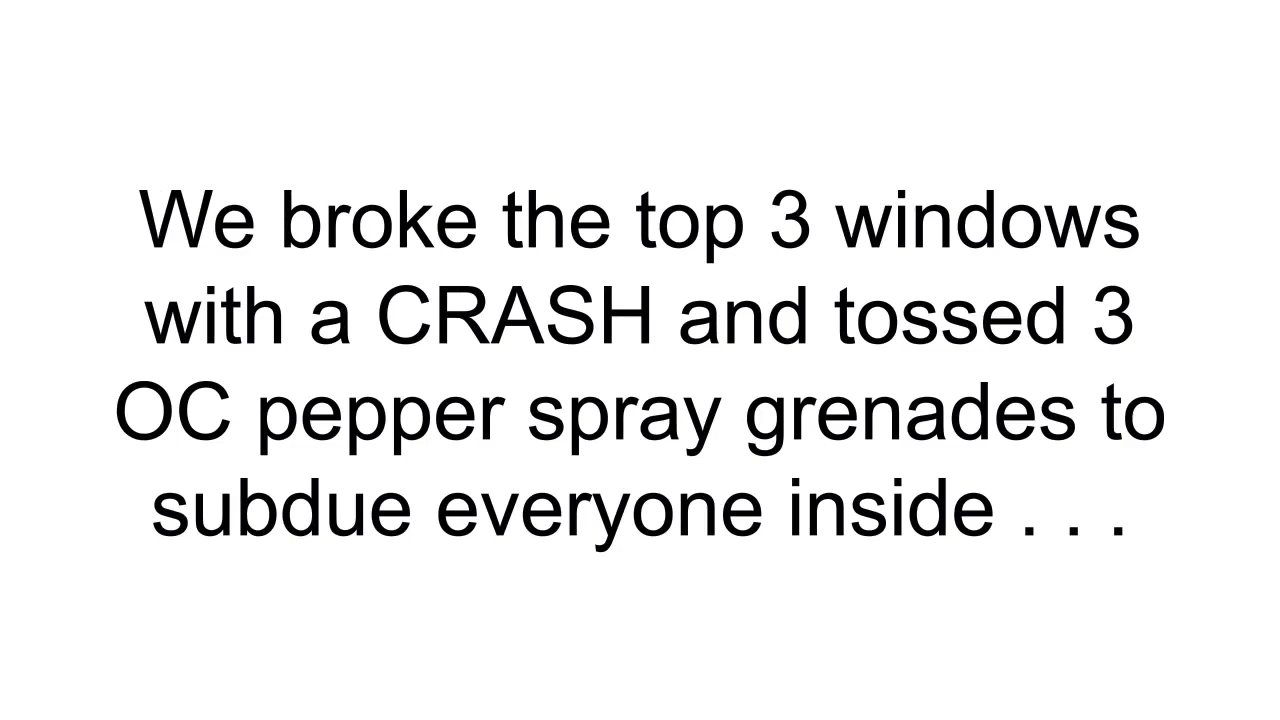 We broke the top 3 windows
with a CRASH and tossed 3
OC pepper spray grenades to
subdue everyone inside . . .